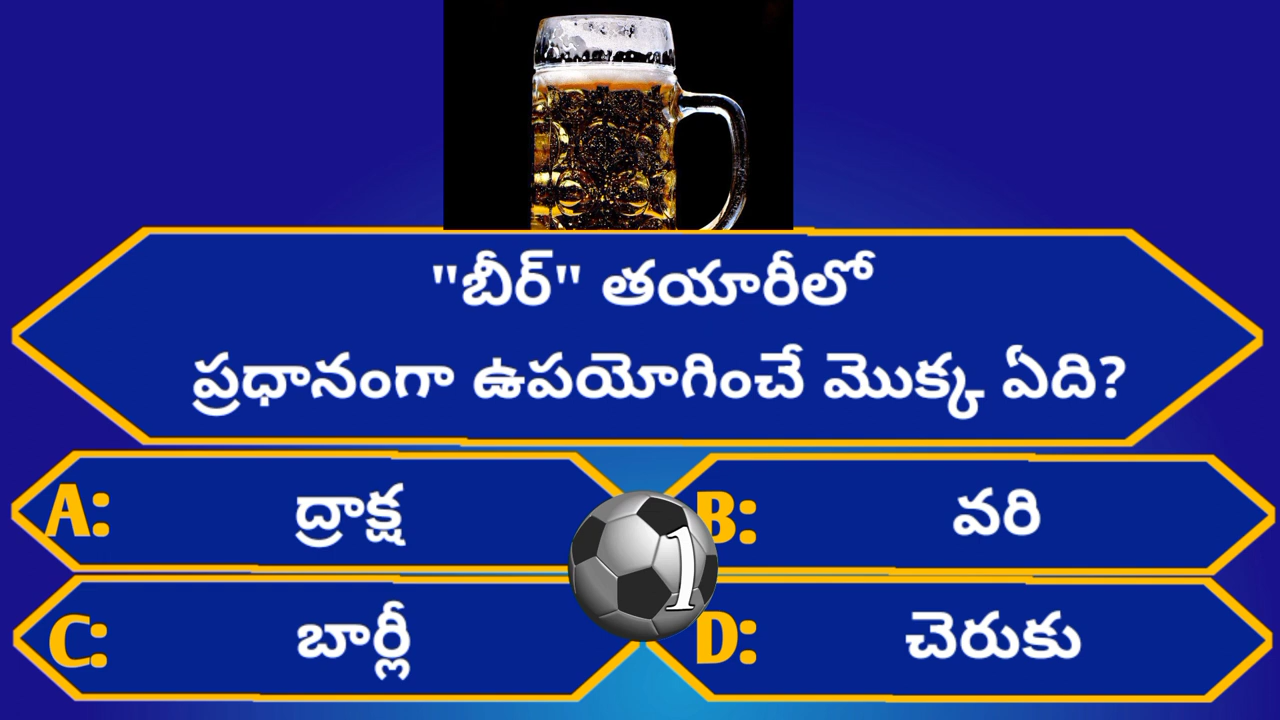 "బీర్" తయారీలో
ప్రధానంగా ఉపయోగించే మొక్క ఏది?
A: ద్రాక్ష
B: వరి
1
C: బార్లీ
D: చెరుకు